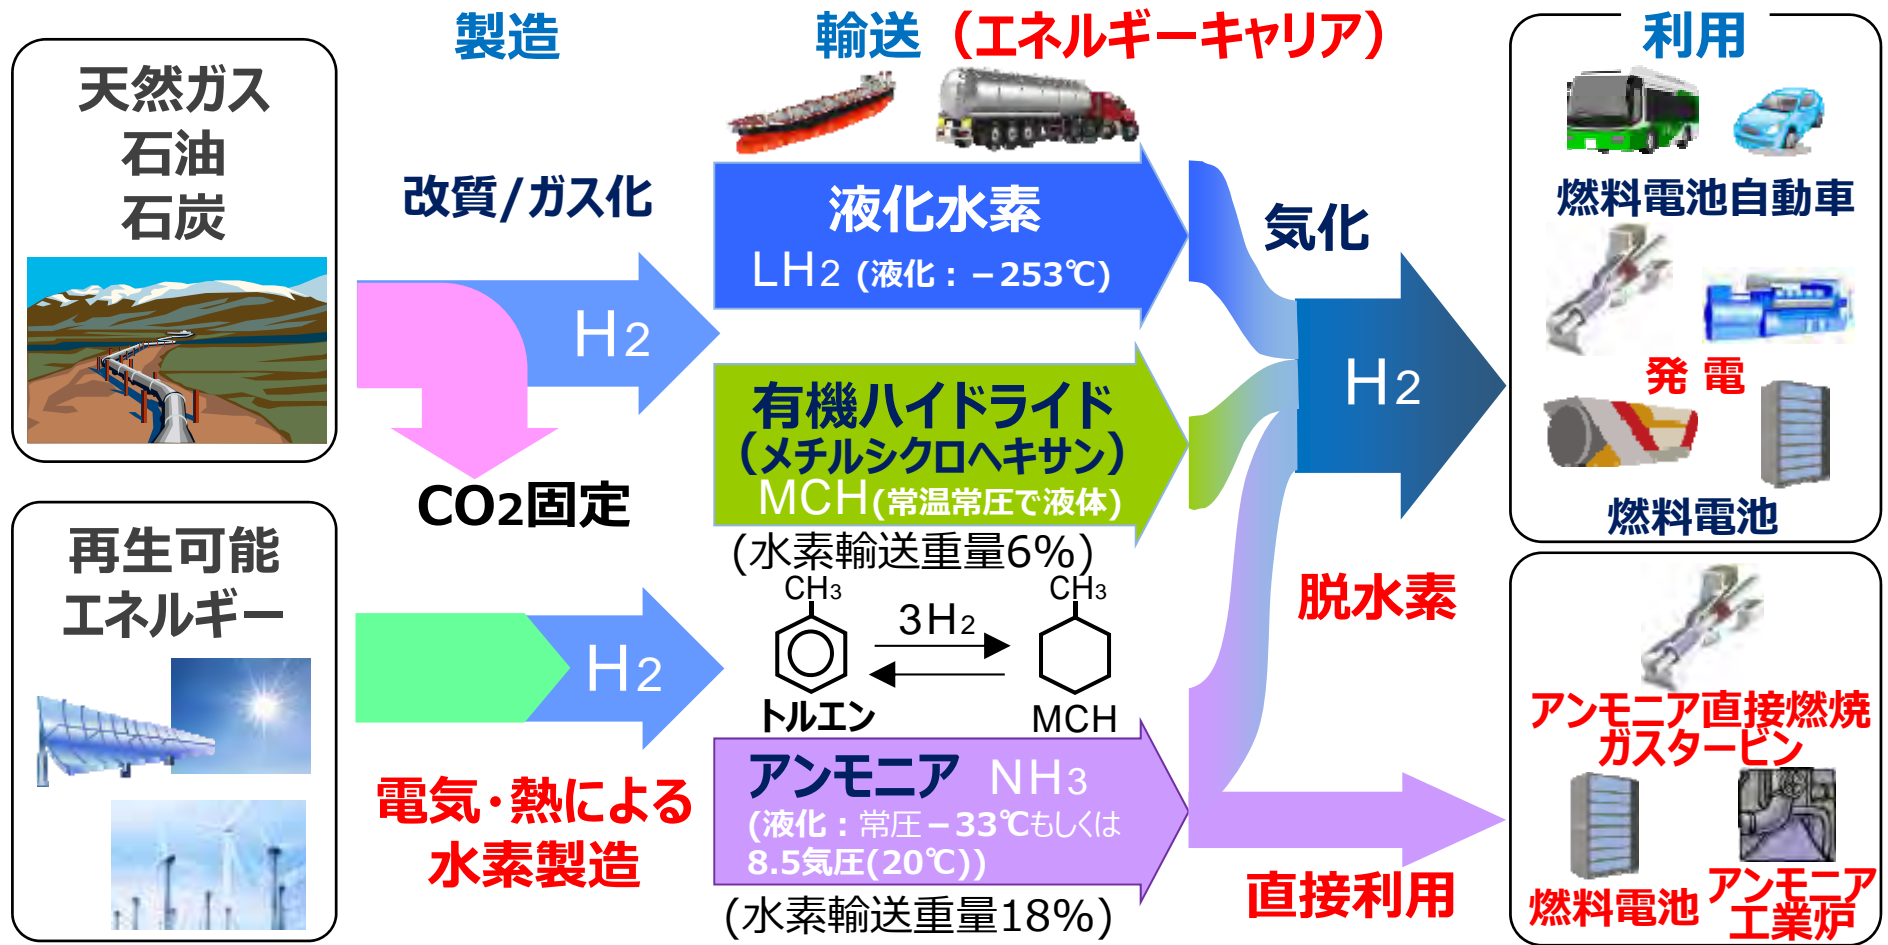 製造
輸送（エネルギーキャリア）
利用
天然ガス
石油
石炭
改質/ガス化
H2
CO2固定
再生可能
エネルギー
H2
電気・熱による
水素製造
液化水素
LH2 (液化：－253℃)
有機ハイドライド
（メチルシクロヘキサン）
MCH(常温常圧で液体)
(水素輸送重量6%)
CH3
3H2
CH3
トルエン
MCH
アンモニア NH3
(液化：常圧－33℃もしくは
8.5気圧(20℃))
(水素輸送重量18%)
気化
H2
脱水素
直接利用
燃料電池自動車
発 電
燃料電池
アンモニア直接燃焼
ガスタービン
燃料電池
アンモニア
工業炉